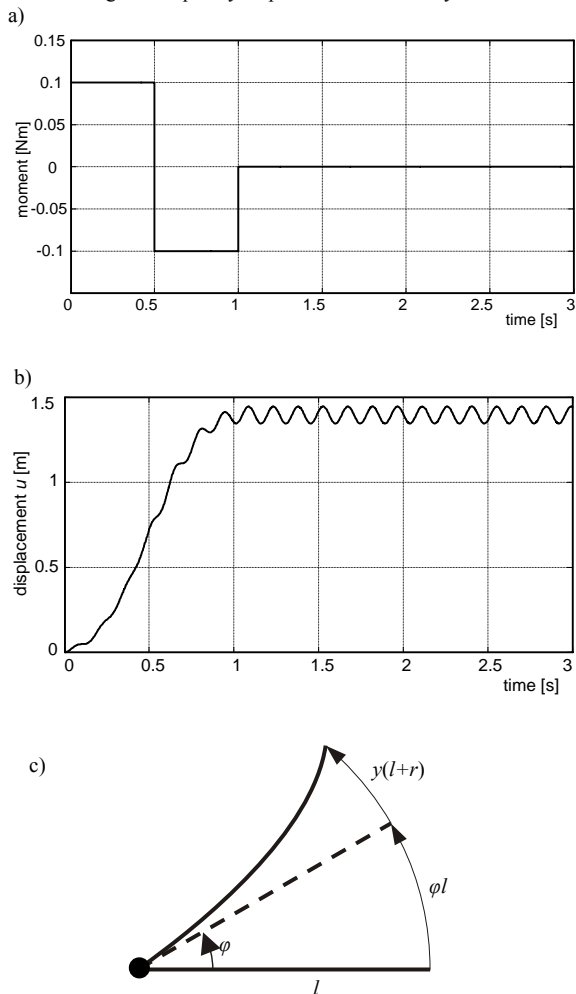 a)
0.15
0.1
0.05
0
-0.05
-0.1
moment [Nm]
0 0.5 1 1.5 2 2.5 3
time [s]
b)
1.5
1
0.5
0
displacement u [m]
0 0.5 1 1.5 2 2.5 3
time [s]
c)
y(l+r)
φl
φ
l